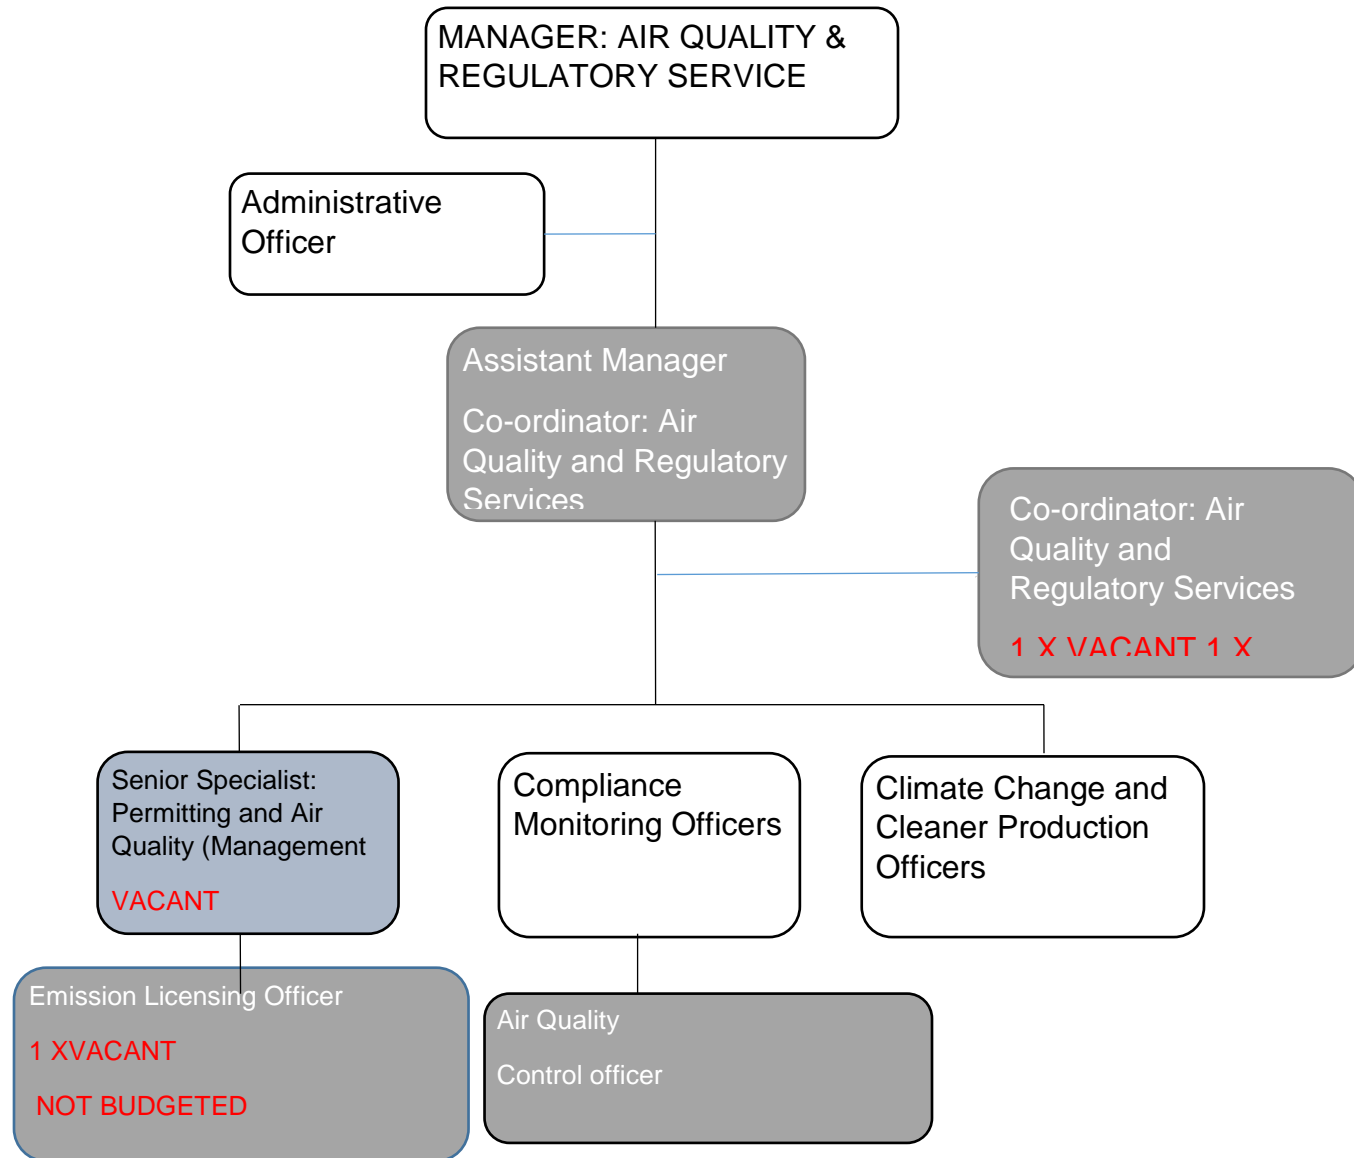 MANAGER: AIR QUALITY &
REGULATORY SERVICE
Administrative
Officer
Assistant Manager
Co-ordinator: Air
Quality and Regulatory
Services
Co-ordinator: Air
Quality and
Regulatory Services
1 X VACANT 1 X
Senior Specialist:
Permitting and Air
Quality (Management
VACANT
Compliance
Monitoring Officers
Climate Change and
Cleaner Production
Officers
Emission Licensing Officer
1 XVACANT
NOT BUDGETED
Air Quality
Control officer